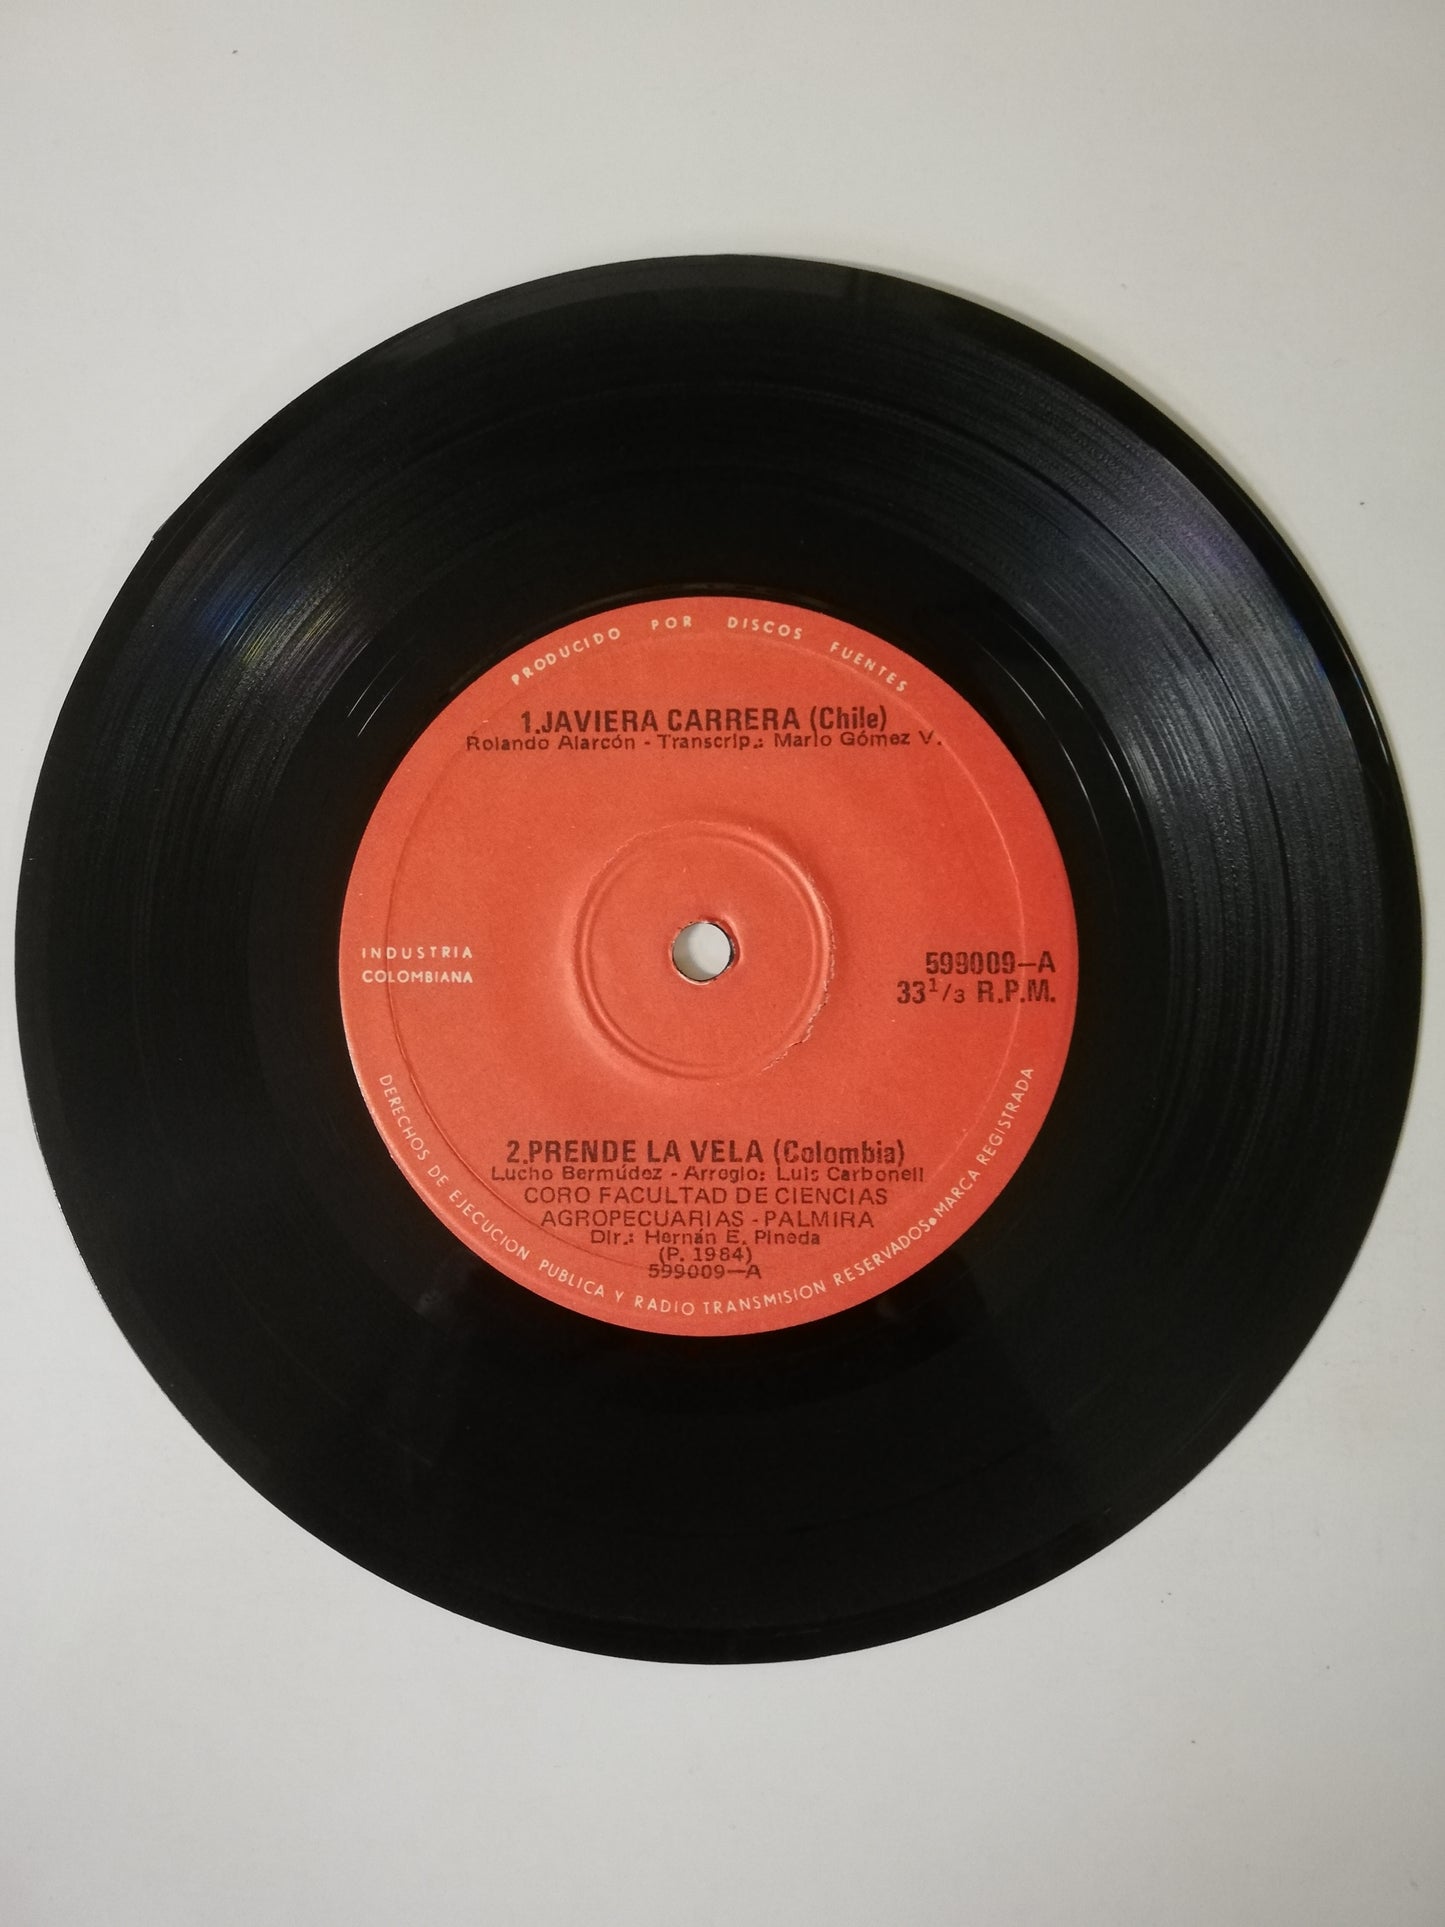 PRODUCIDO POR DISCOS FUENTES
1.JAVIERA CARRERA (Chile)
Rolando Alarcón - Transcrip.: Mario Gómez V.
INDUSTRIA
COLOMBIANA
599009—A
33 1/3 R.P.M.
2.PRENDE LA VELA (Colombia)
Lucho Bermúdez - Arreglo: Luis Carbonell
CORO FACULTAD DE CIENCIAS
AGROPECUARIAS - PALMIRA
Dir.: Hernán E. Pineda
(P. 1984)
599009—A
DERECHOS DE EJECUCION PUBLICA Y RADIO TRANSMISION RESERVADOS•MARCA REGISTRADA